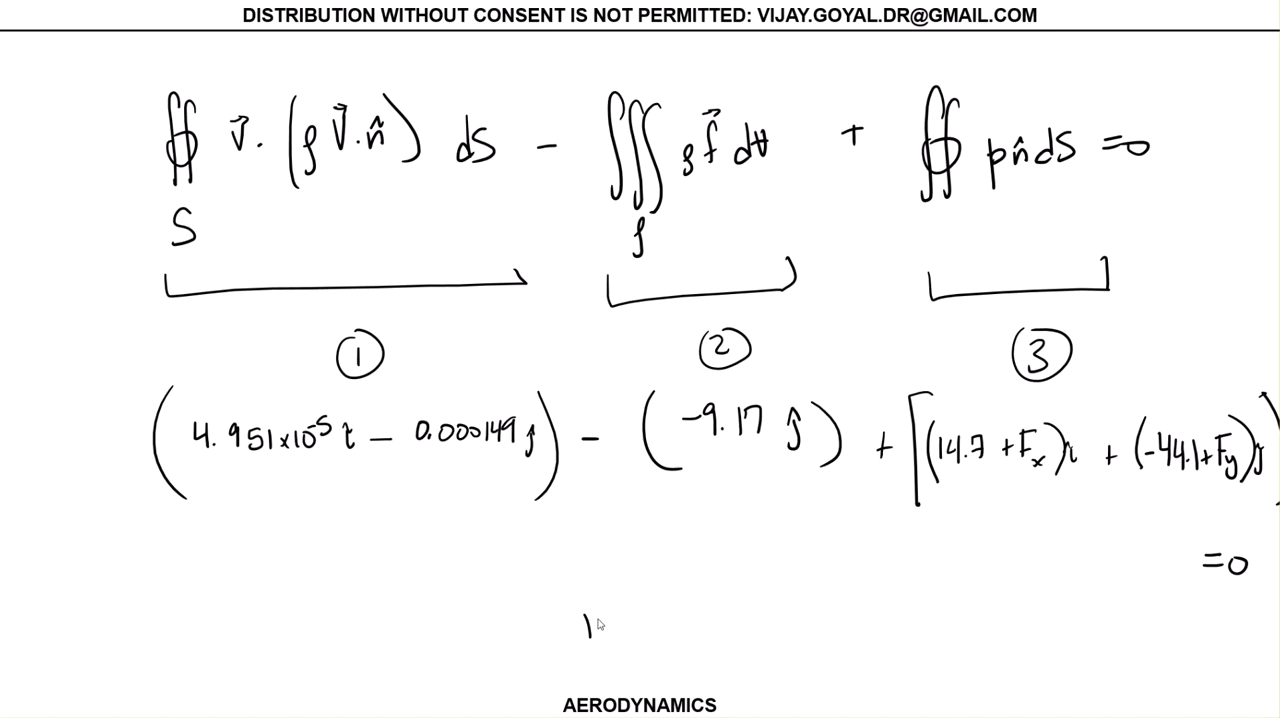 DISTRIBUTION WITHOUT CONSENT IS NOT PERMITTED: VIJAY.GOYAL.DR@GMAIL.COM
∯ V⃗. (ρ V⃗.n̂) dS − ∭ ρ f⃗ dV + ∯ p n̂ dS = 0
S ρ
① ② ③
(4.951×10⁻⁵ î − 0.000149 ĵ) − (−9.17 ĵ) + [(14.7 + Fx) î + (−44.1 + Fy) ĵ]
= 0
AERODYNAMICS